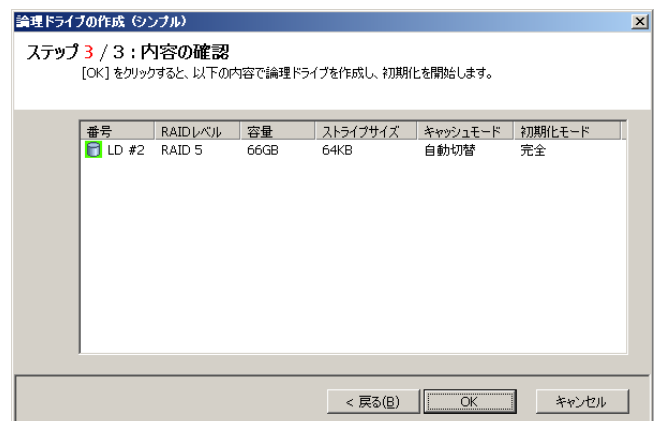 論理ドライブの作成 (シンプル)
ステップ 3 / 3 : 内容の確認
[OK] をクリックすると、以下の内容で論理ドライブを作成し、初期化を開始します。
番号 RAIDレベル 容量 ストライプサイズ キャッシュモード 初期化モード
LD #2 RAID 5 66GB 64KB 自動切替 完全
< 戻る(B) OK キャンセル